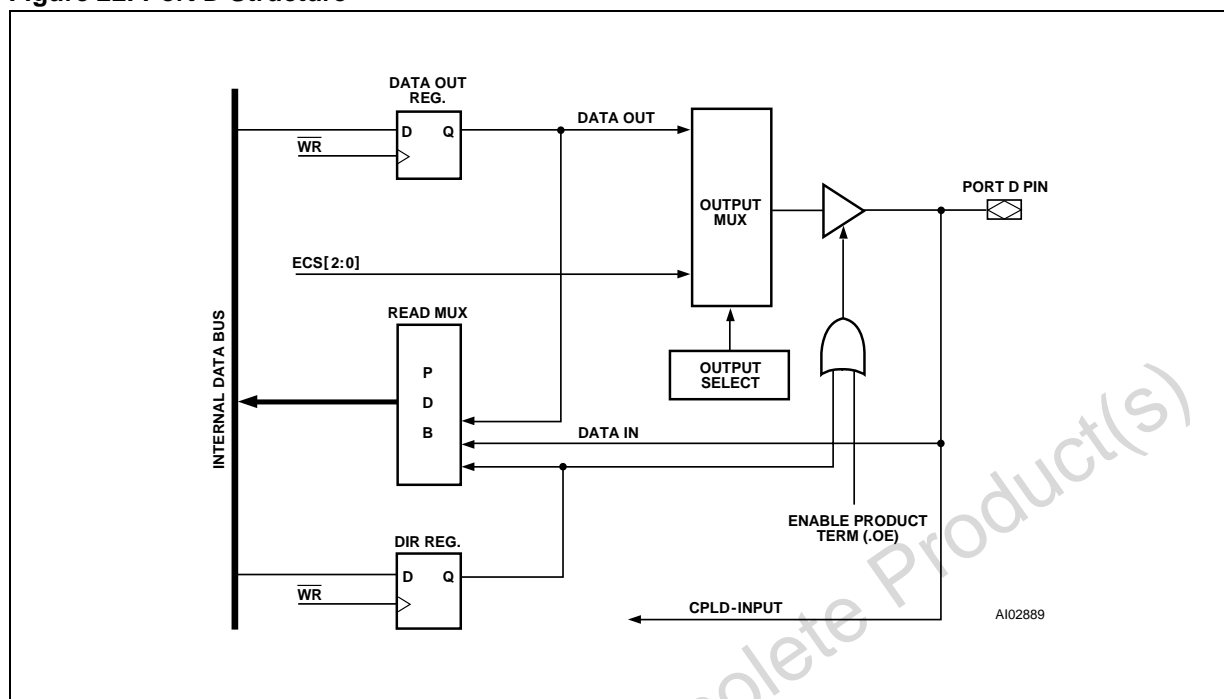 Figure 22. Port D Structure
DATA OUT
REG.
D Q
WR
DATA OUT
ECS[2:0]
OUTPUT
MUX
PORT D PIN
READ MUX
P
D
B
OUTPUT
SELECT
INTERNAL DATA BUS
DATA IN
ENABLE PRODUCT
TERM (.OE)
DIR REG.
D Q
WR
CPLD-INPUT
AI02889
olete Product(s)